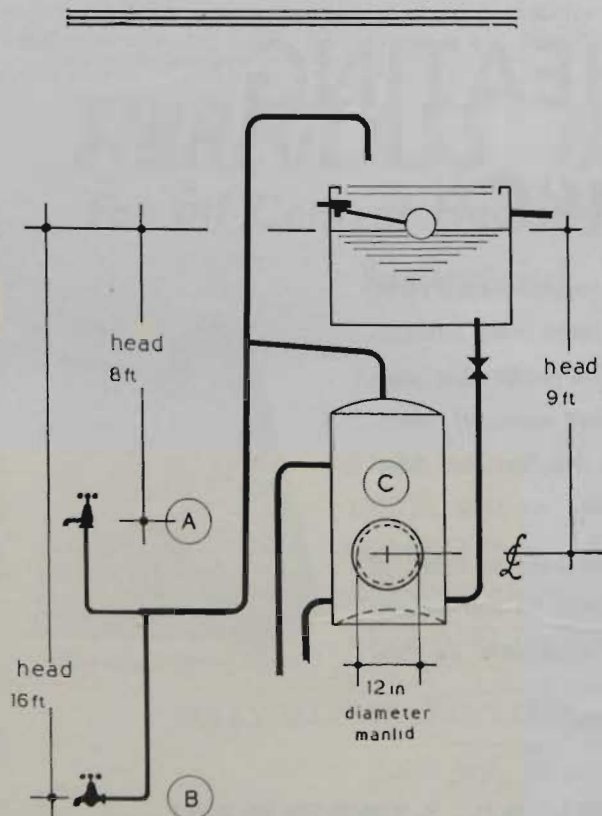 head
8 ft
head
9 ft
C
A
℄
head
16 ft
12 in
diameter
manlid
B